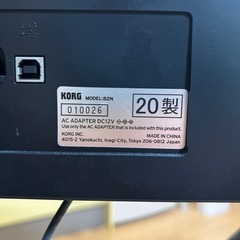 KORG MODEL:B2N
010026
20製
AC ADAPTER DC12V
Use only the AC ADAPTER that is included with this product.
KORG INC.
MADE IN CHINA
4015-2 Yanokuchi, Inagi-City, Tokyo 206-0812 Japan